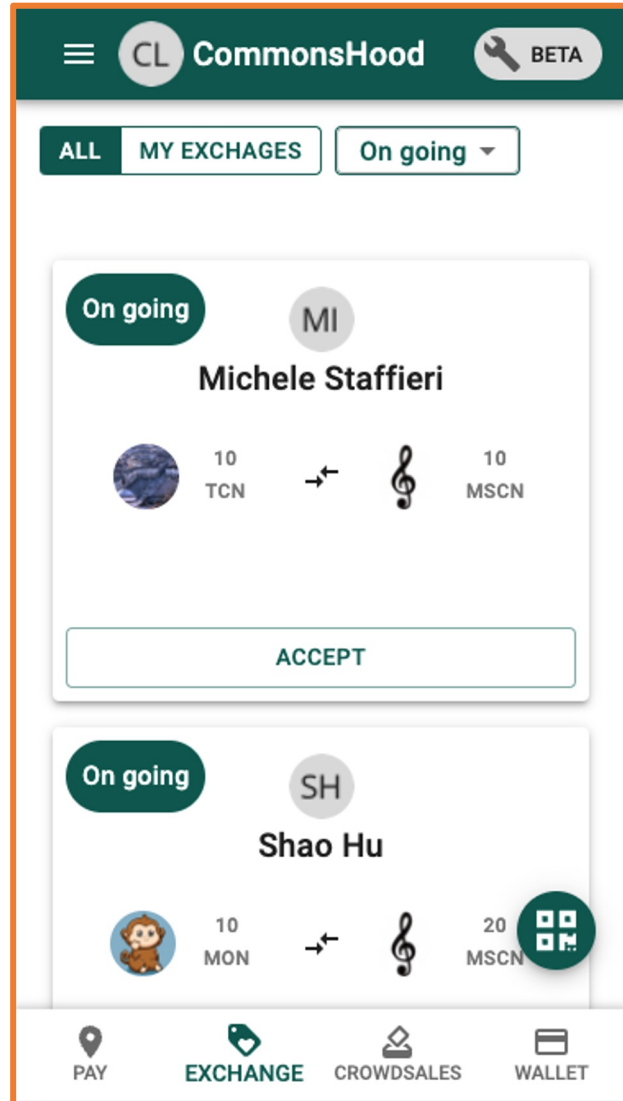 CL CommonsHood BETA
ALL MY EXCHAGES On going
On going
MI
Michele Staffieri
10 10
TCN MSCN
ACCEPT
On going
SH
Shao Hu
10 20
MON MSCN
PAY EXCHANGE CROWDSALES WALLET